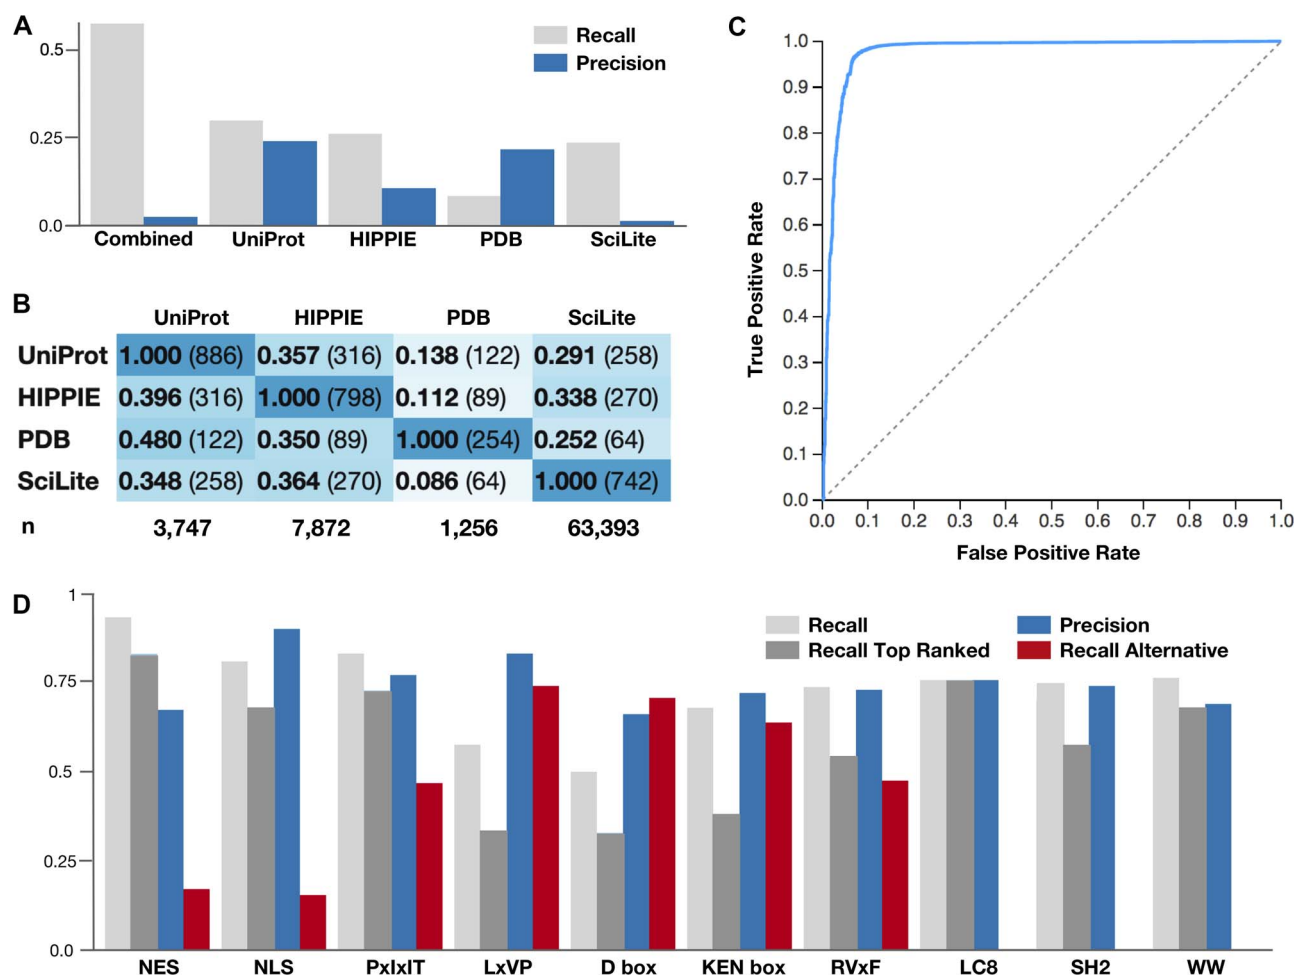 A
0.5
0.25
0.0
Recall
Precision
Combined UniProt HIPPIE PDB SciLite
B
UniProt HIPPIE PDB SciLite
UniProt 1.000 (886) 0.357 (316) 0.138 (122) 0.291 (258)
HIPPIE 0.396 (316) 1.000 (798) 0.112 (89) 0.338 (270)
PDB 0.480 (122) 0.350 (89) 1.000 (254) 0.252 (64)
SciLite 0.348 (258) 0.364 (270) 0.086 (64) 1.000 (742)
n 3,747 7,872 1,256 63,393
C
True Positive Rate
1.0
0.9
0.8
0.7
0.6
0.5
0.4
0.3
0.2
0.1
0.0
0.0 0.1 0.2 0.3 0.4 0.5 0.6 0.7 0.8 0.9 1.0
False Positive Rate
D
1
0.75
0.5
0.25
0.0
Recall Precision
Recall Top Ranked Recall Alternative
NES NLS PxIxIT LxVP D box KEN box RVxF LC8 SH2 WW